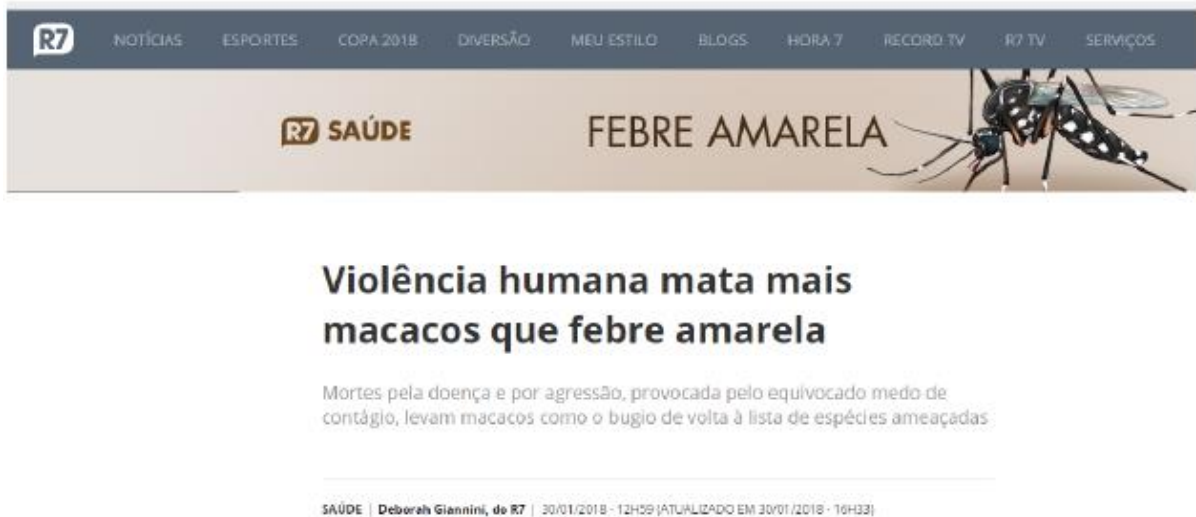 R7 NOTÍCIAS ESPORTES COPA 2018 DIVERSÃO MEU ESTILO BLOGS HORA 7 RECORD TV R7 TV SERVIÇOS
R7 SAÚDE FEBRE AMARELA
Violência humana mata mais
macacos que febre amarela
Mortes pela doença e por agressão, provocada pelo equivocado medo de
contágio, levam macacos como o bugio de volta à lista de espécies ameaçadas
SAÚDE | Deborah Giannini, do R7 | 30/01/2018 - 12H59 (ATUALIZADO EM 30/01/2018 - 16H33)